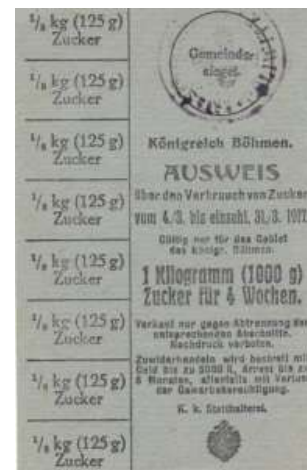 1/8 kg (125 g)
Zucker
1/8 kg (125 g)
Zucker
1/8 kg (125 g)
Zucker
1/8 kg (125 g)
Zucker
1/8 kg (125 g)
Zucker
1/8 kg (125 g)
Zucker
1/8 kg (125 g)
Zucker
1/8 kg (125 g)
Zucker
Gemeinde-
siegel.
Königreich Böhmen.
AUSWEIS
über den Verbrauch von Zucker
vom 4./3. bis einschl. 31./3. 1917
Gültig nur für das Gebiet
des Königr. Böhmen.
1 Kilogramm (1000 g)
Zucker für 4 Wochen.
Verkauf nur gegen Abtrennung der
entsprechenden Abschnitte.
Nachdruck verboten.
Zuwiderhandeln wird bestraft mit
Geld bis zu 5000 K, Arrest bis zu
6 Monaten, allenfalls mit Verlust
der Gewerbeberechtigung.
K. k. Statthalterei.